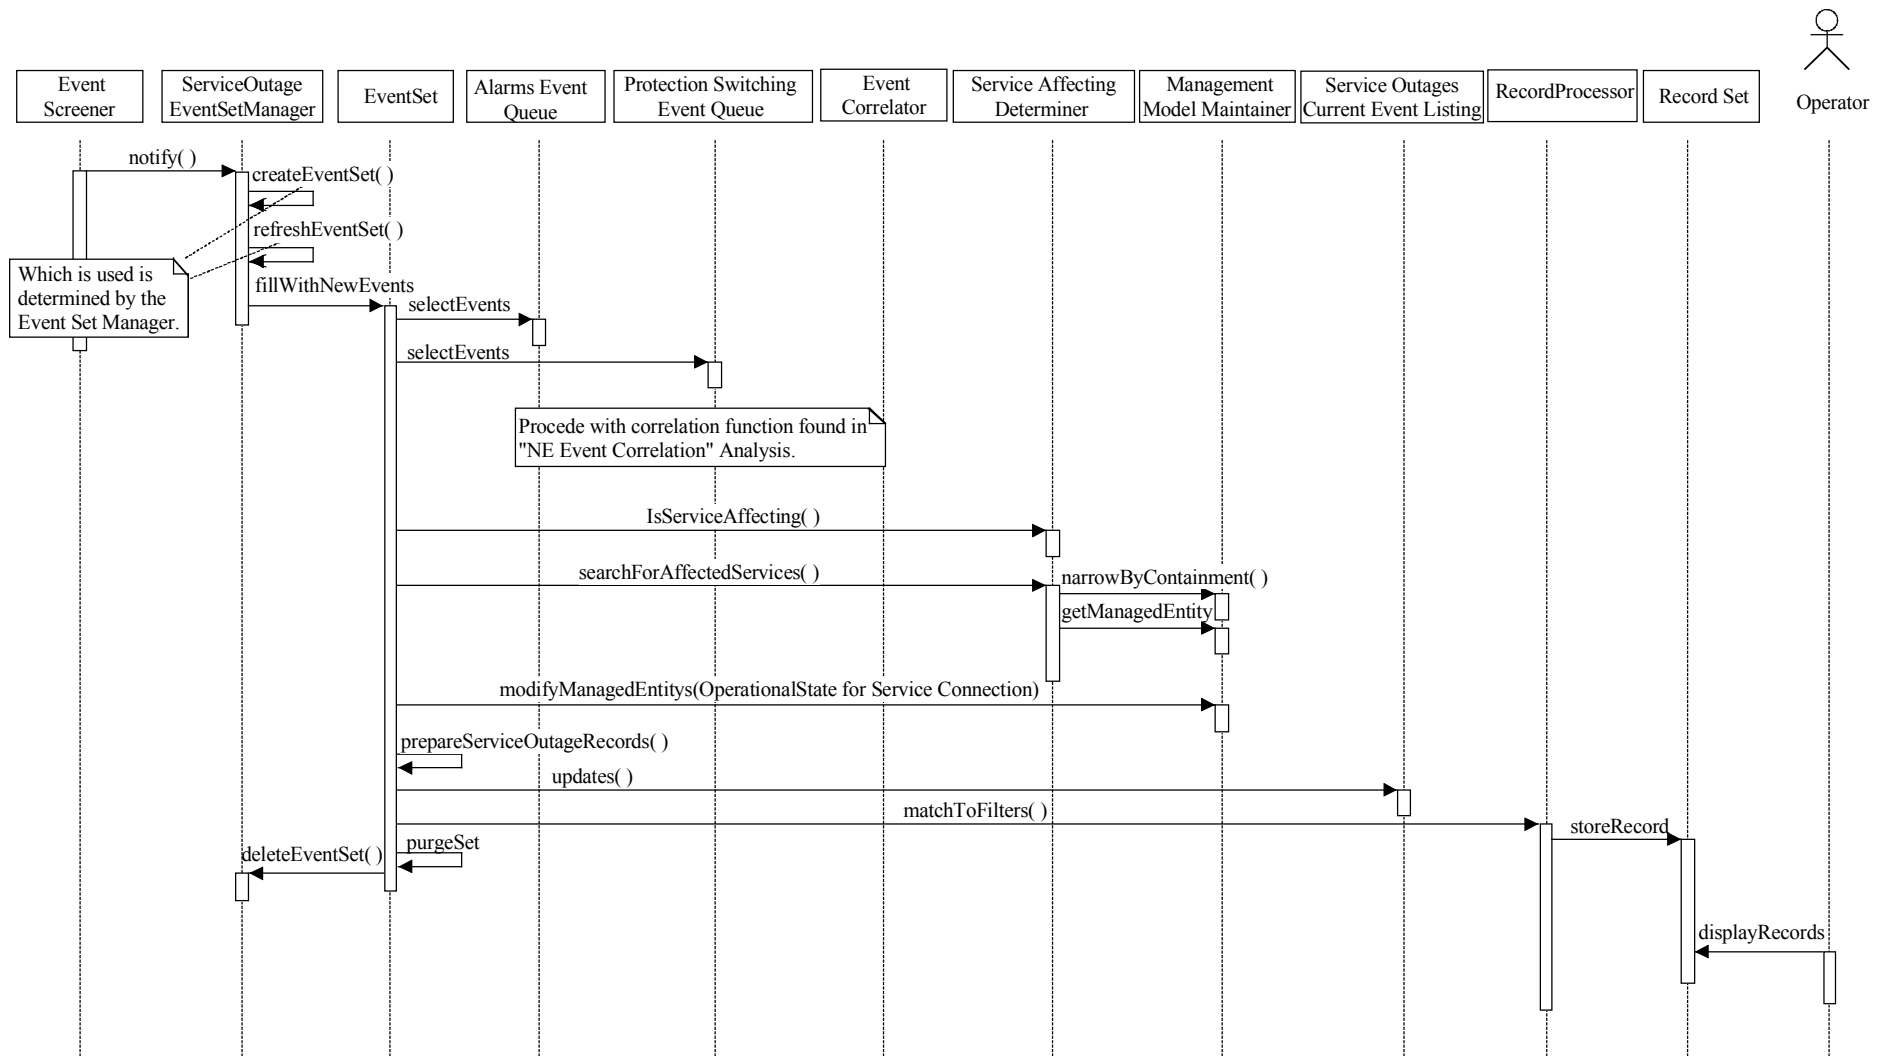 Event
Screener
ServiceOutage
EventSetManager
EventSet
Alarms Event
Queue
Protection Switching
Event Queue
Event
Correlator
Service Affecting
Determiner
Management
Model Maintainer
Service Outages
Current Event Listing
RecordProcessor
Record Set
Operator
notify( )
createEventSet( )
refreshEventSet( )
Which is used is
determined by the
Event Set Manager.
fillWithNewEvents
selectEvents
selectEvents
Procede with correlation function found in
"NE Event Correlation" Analysis.
IsServiceAffecting( )
searchForAffectedServices( )
narrowByContainment( )
getManagedEntity
modifyManagedEntitys(OperationalState for Service Connection)
prepareServiceOutageRecords( )
updates( )
matchToFilters( )
storeRecord
purgeSet
deleteEventSet( )
displayRecords